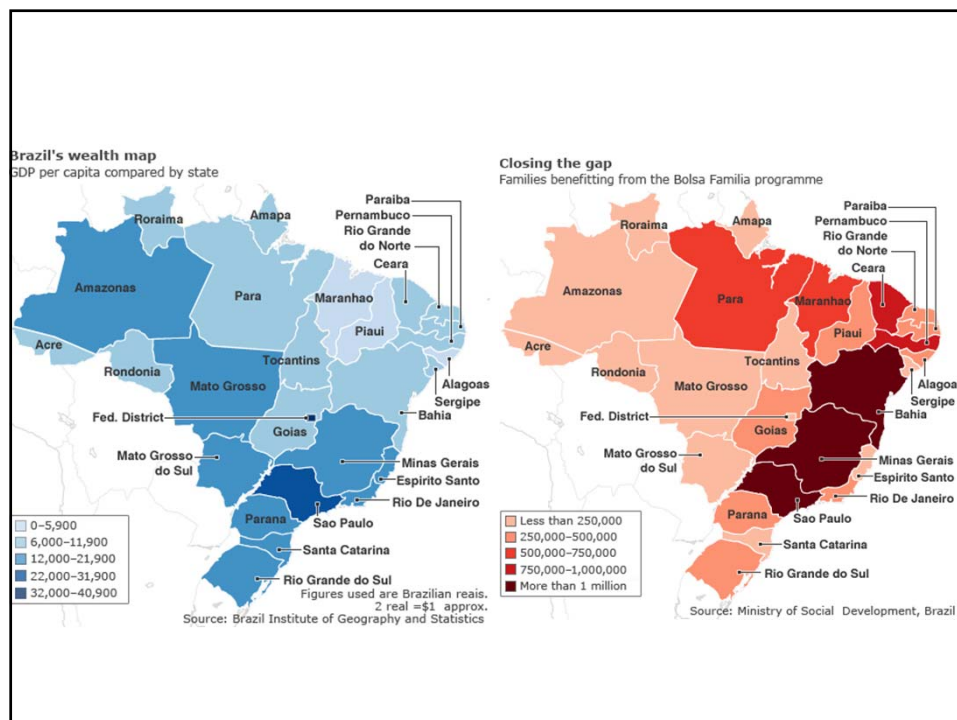 Brazil's wealth map
GDP per capita compared by state
Roraima
Amapa
Paraiba
Pernambuco
Rio Grande
do Norte
Ceara
Amazonas
Para
Maranhao
Piaui
Acre
Rondonia
Tocantins
Mato Grosso
Alagoas
Sergipe
Bahia
Fed. District
Goias
Mato Grosso
do Sul
Minas Gerais
Espirito Santo
Rio De Janeiro
Parana
Sao Paulo
Santa Catarina
Rio Grande do Sul
0–5,900
6,000–11,900
12,000–21,900
22,000–31,900
32,000–40,900
Figures used are Brazilian reais.
2 real =$1 approx.
Source: Brazil Institute of Geography and Statistics
Closing the gap
Families benefitting from the Bolsa Familia programme
Roraima
Amapa
Paraiba
Pernambuco
Rio Grande
do Norte
Ceara
Amazonas
Para
Maranhao
Piaui
Acre
Rondonia
Tocantins
Mato Grosso
Alagoa
Sergipe
Bahia
Fed. District
Goias
Mato Grosso
do Sul
Minas Gerais
Espirito Santo
Rio De Janeiro
Parana
Sao Paulo
Santa Catarina
Rio Grande do Sul
Less than 250,000
250,000–500,000
500,000–750,000
750,000–1,000,000
More than 1 million
Source: Ministry of Social Development, Brazil